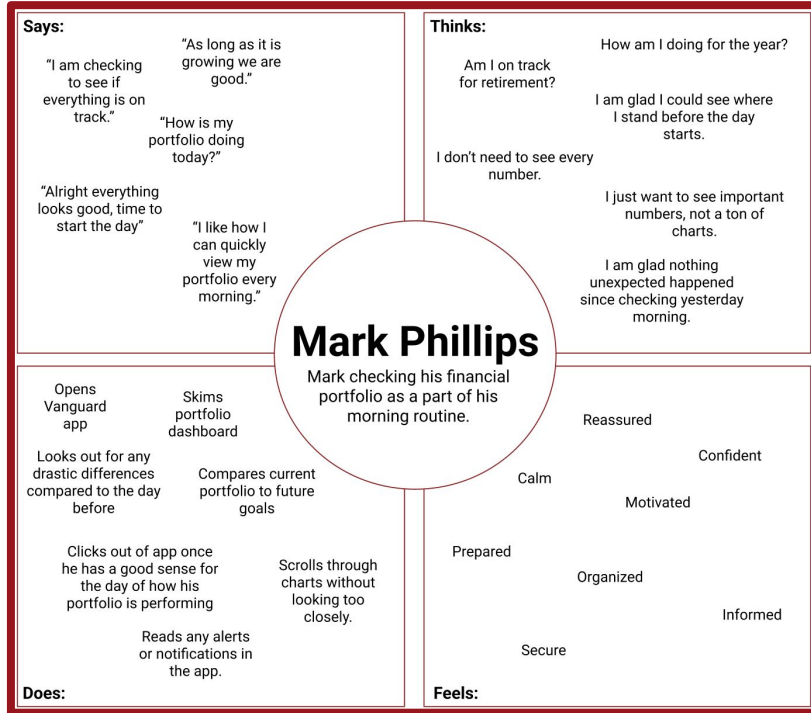 Says:
“As long as it is
growing we are
good.”
“I am checking
to see if
everything is on
track.”
“How is my
portfolio doing
today?”
“Alright everything
looks good, time to
start the day”
“I like how I
can quickly
view my
portfolio every
morning.”
Thinks:
How am I doing for the year?
Am I on track
for retirement?
I am glad I could see where
I stand before the day
starts.
I don’t need to see every
number.
I just want to see important
numbers, not a ton of
charts.
I am glad nothing
unexpected happened
since checking yesterday
morning.
Mark Phillips
Mark checking his financial
portfolio as a part of his
morning routine.
Opens
Vanguard
app
Skims
portfolio
dashboard
Looks out for any
drastic differences
compared to the day
before
Compares current
portfolio to future
goals
Clicks out of app once
he has a good sense for
the day of how his
portfolio is performing
Scrolls through
charts without
looking too
closely.
Reads any alerts
or notifications in
the app.
Does:
Reassured
Confident
Calm
Motivated
Prepared
Organized
Informed
Secure
Feels: